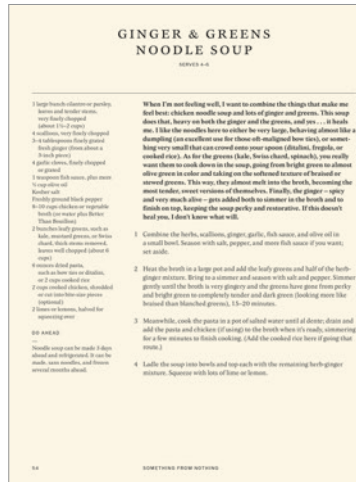 GINGER & GREENS
NOODLE SOUP
SERVES 4–6
1 large bunch cilantro or parsley,
leaves and tender stems,
very finely chopped
(about 1½–2 cups)
4 scallions, very finely chopped
3–4 tablespoons finely grated
fresh ginger (from about a
3-inch piece)
4 garlic cloves, finely chopped
or grated
1 teaspoon fish sauce, plus more
½ cup olive oil
Kosher salt
Freshly ground black pepper
8–10 cups chicken or vegetable
broth (or water plus Better
Than Bouillon)
2 bunches leafy greens, such as
kale, mustard greens, or Swiss
chard, thick stems removed,
leaves well chopped (about 8
cups)
6 ounces dried pasta,
such as bow ties or ditalini,
or 2 cups cooked rice
2 cups cooked chicken, shredded
or cut into bite-size pieces
(optional)
2 limes or lemons, halved for
squeezing over
DO AHEAD
—
Noodle soup can be made 3 days
ahead and refrigerated. It can be
made, sans noodles, and frozen
several months ahead.
When I'm not feeling well, I want to combine the things that make me
feel best: chicken noodle soup and lots of ginger and greens. This soup
does that, heavy on both the ginger and the greens, and yes . . . it heals
me. I like the noodles here to either be very large, behaving almost like a
dumpling (an excellent use for those oft-maligned bow ties), or some-
thing very small that can crowd onto your spoon (ditalini, fregola, or
cooked rice). As for the greens (kale, Swiss chard, spinach), you really
want them to cook down in the soup, going from bright green to almost
olive green in color and taking on the softened texture of braised or
stewed greens. This way, they almost melt into the broth, becoming the
most tender, sweet versions of themselves. Finally, the ginger – spicy
and very much alive – gets added both to simmer in the broth and to
finish on top, keeping the soup perky and restorative. If this doesn't
heal you, I don't know what will.
1 Combine the herbs, scallions, ginger, garlic, fish sauce, and olive oil in
a small bowl. Season with salt, pepper, and more fish sauce if you want;
set aside.
2 Heat the broth in a large pot and add the leafy greens and half of the herb-
ginger mixture. Bring to a simmer and season with salt and pepper. Simmer
gently until the broth is very gingery and the greens have gone from perky
and bright green to completely tender and dark green (looking more like
braised than blanched greens), 15–20 minutes.
3 Meanwhile, cook the pasta in a pot of salted water until al dente; drain and
add the pasta and chicken (if using) to the broth when it's ready, simmering
for a few minutes to finish cooking. (Add the cooked rice here if going that
route.)
4 Ladle the soup into bowls and top each with the remaining herb-ginger
mixture. Squeeze with lots of lime or lemon.
54
SOMETHING FROM NOTHING